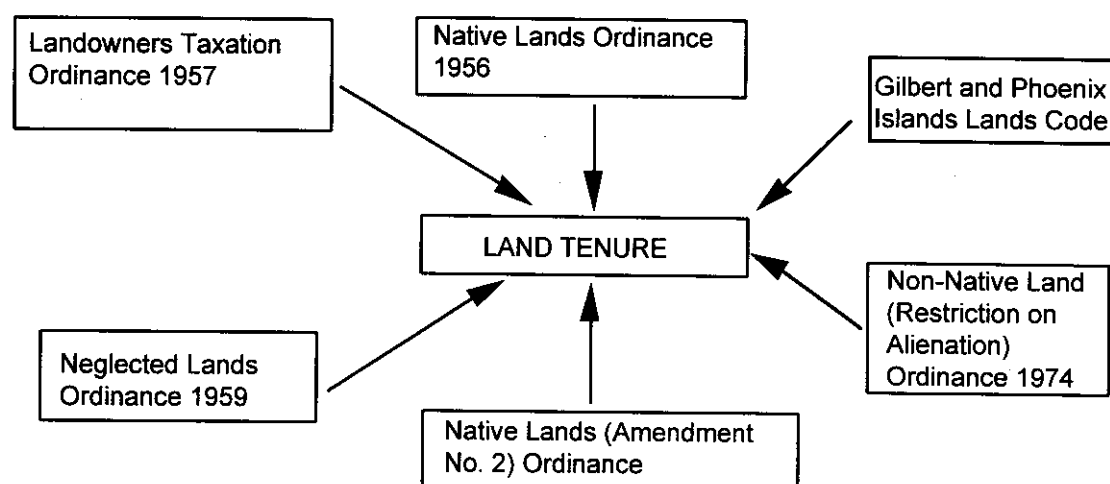 Landowners Taxation
Ordinance 1957
Native Lands Ordinance
1956
Gilbert and Phoenix
Islands Lands Code
LAND TENURE
Neglected Lands
Ordinance 1959
Native Lands (Amendment
No. 2) Ordinance
Non-Native Land
(Restriction on
Alienation)
Ordinance 1974